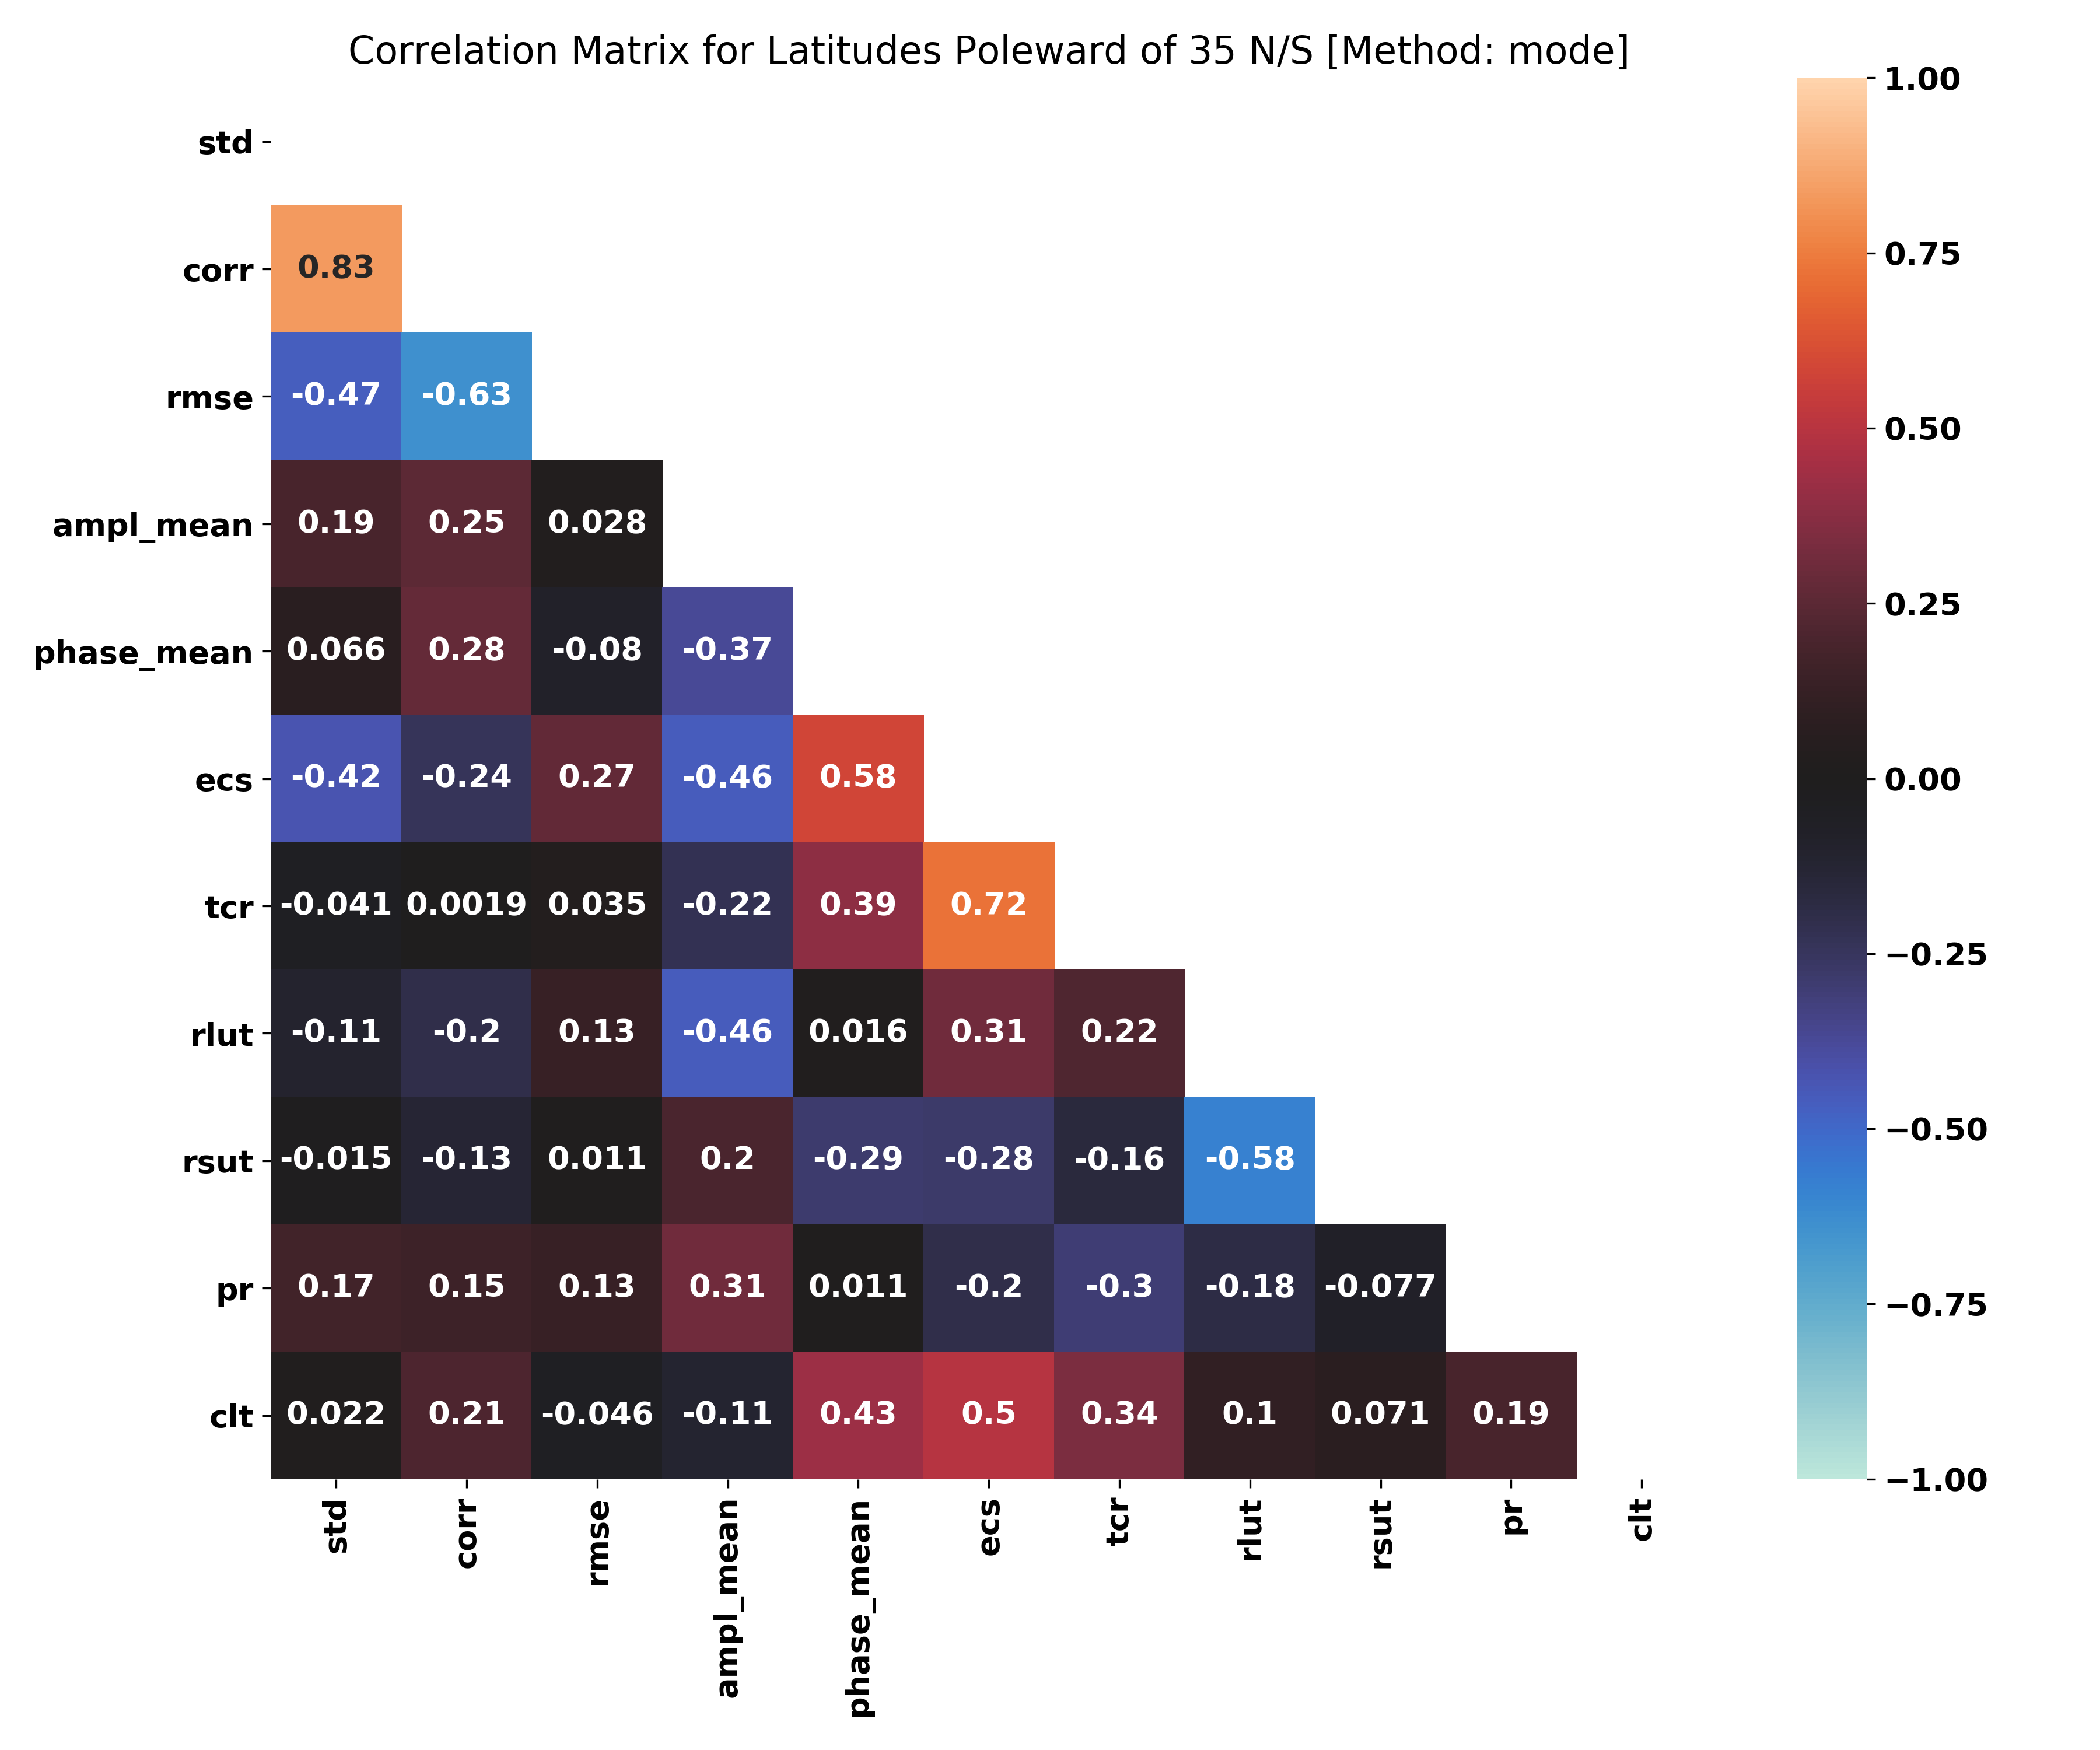 Correlation Matrix for Latitudes Poleward of 35 N/S [Method: mode]
std
corr 0.83
rmse -0.47 -0.63
ampl_mean 0.19 0.25 0.028
phase_mean 0.066 0.28 -0.08 -0.37
ecs -0.42 -0.24 0.27 -0.46 0.58
tcr -0.041 0.0019 0.035 -0.22 0.39 0.72
rlut -0.11 -0.2 0.13 -0.46 0.016 0.31 0.22
rsut -0.015 -0.13 0.011 0.2 -0.29 -0.28 -0.16 -0.58
pr 0.17 0.15 0.13 0.31 0.011 -0.2 -0.3 -0.18 -0.077
clt 0.022 0.21 -0.046 -0.11 0.43 0.5 0.34 0.1 0.071 0.19
std corr rmse ampl_mean phase_mean ecs tcr rlut rsut pr clt
1.00
0.75
0.50
0.25
0.00
−0.25
−0.50
−0.75
−1.00